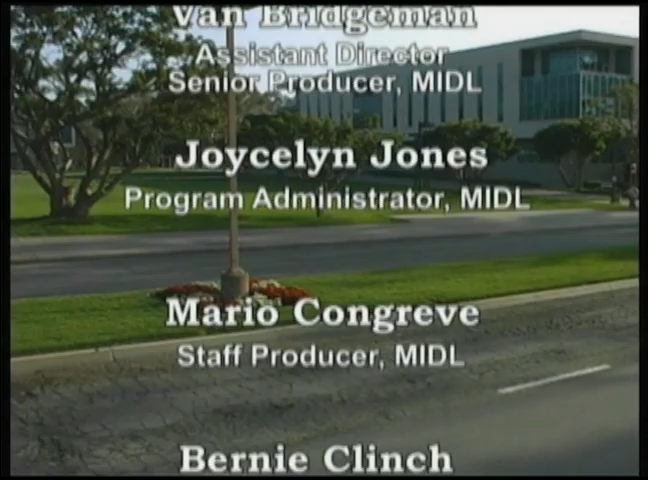 Van Bridgeman
Assistant Director
Senior Producer, MIDL
Joycelyn Jones
Program Administrator, MIDL
Mario Congreve
Staff Producer, MIDL
Bernie Clinch